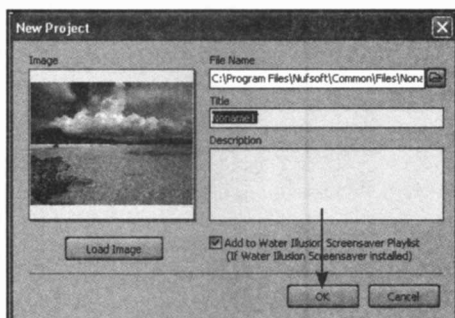 New Project
Image
File Name
C:\Program Files\Nufsoft\Common\Files\Nona
Title
Noname1
Description
Load Image
Add to Water Illusion Screensaver Playlist
(If Water Illusion Screensaver installed)
OK
Cancel